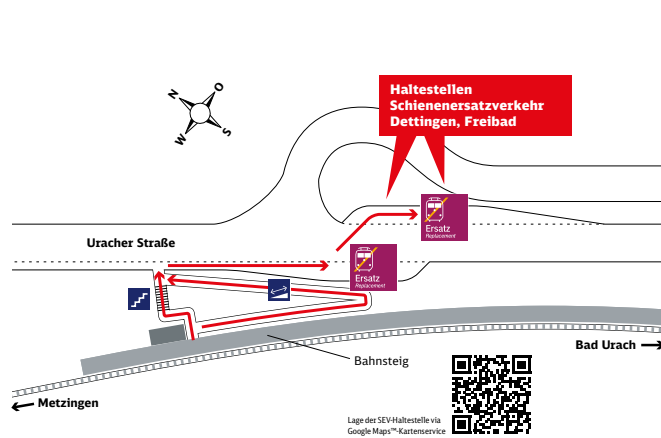 N
O
W
S
Haltestellen
Schienenersatzverkehr
Dettingen, Freibad
Ersatz
Replacement
Uracher Straße
Ersatz
Replacement
Bad Urach
Bahnsteig
Metzingen
Lage der SEV-Haltestelle via
Google Maps™-Kartenservice